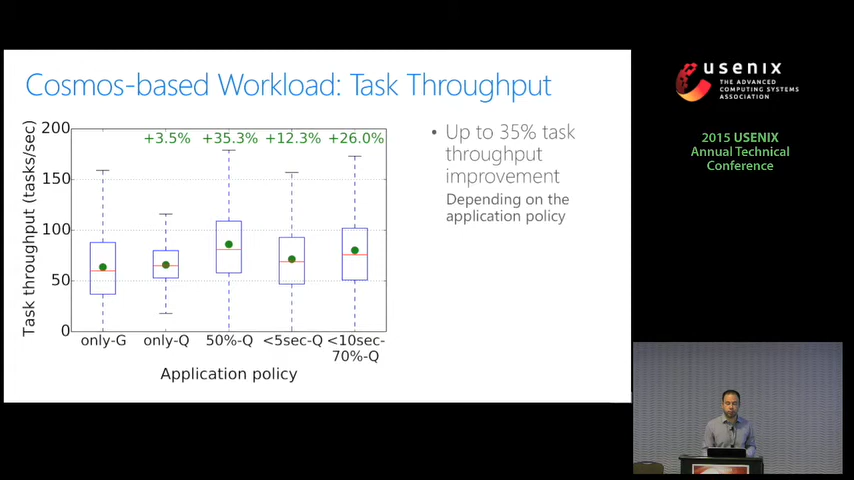 Cosmos-based Workload: Task Throughput
Task throughput (tasks/sec)
200
150
100
50
0
+3.5% +35.3% +12.3% +26.0%
only-G only-Q 50%-Q <5sec-Q <10sec-
70%-Q
Application policy
• Up to 35% task
throughput
improvement
Depending on the
application policy
usenix
THE ADVANCED
COMPUTING SYSTEMS
ASSOCIATION
2015 USENIX
Annual Technical
Conference